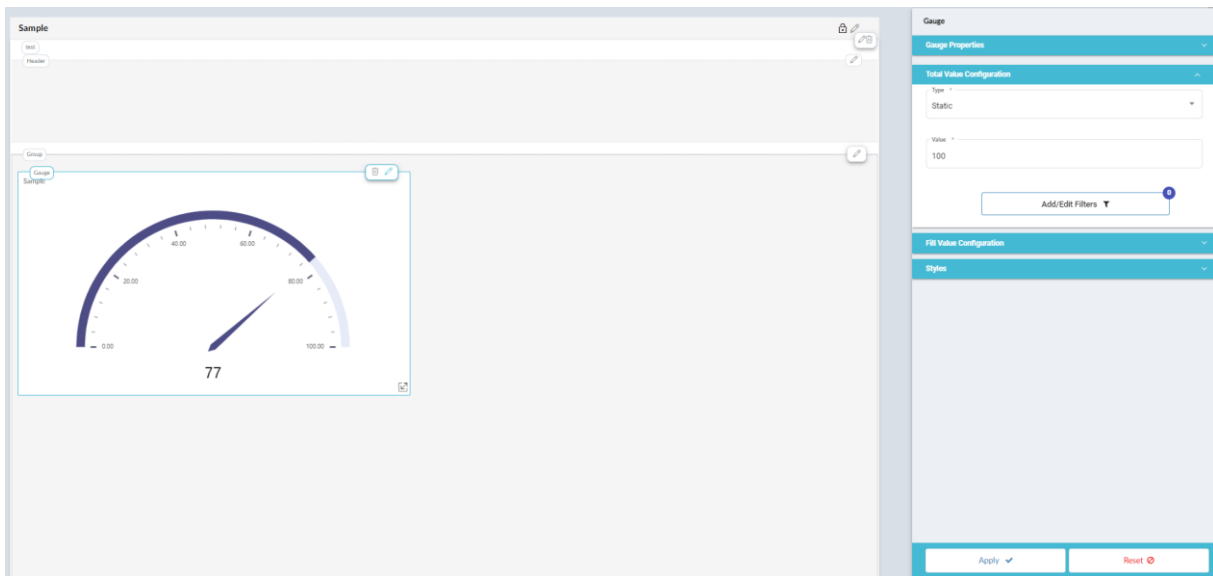 Sample
test
Header
Group
Gauge
Sample
40.00
60.00
20.00
80.00
0.00
100.00
77
Gauge
Gauge Properties
Total Value Configuration
Type *
Static
Value *
100
0
Add/Edit Filters
Fill Value Configuration
Styles
Apply
Reset